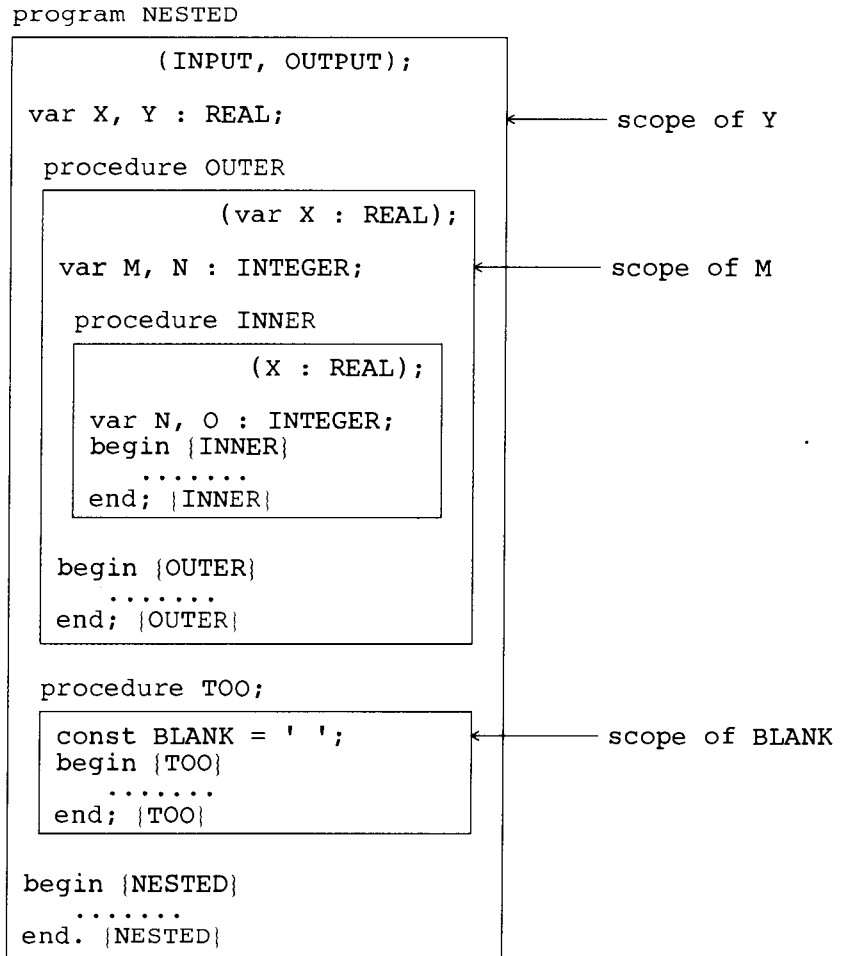 program NESTED
(INPUT, OUTPUT);
var X, Y : REAL;
scope of Y
procedure OUTER
(var X : REAL);
var M, N : INTEGER;
scope of M
procedure INNER
(X : REAL);
var N, O : INTEGER;
begin {INNER}
.......
end; {INNER}
begin {OUTER}
.......
end; {OUTER}
procedure TOO;
const BLANK = ' ';
scope of BLANK
begin {TOO}
.......
end; {TOO}
begin {NESTED}
.......
end. {NESTED}